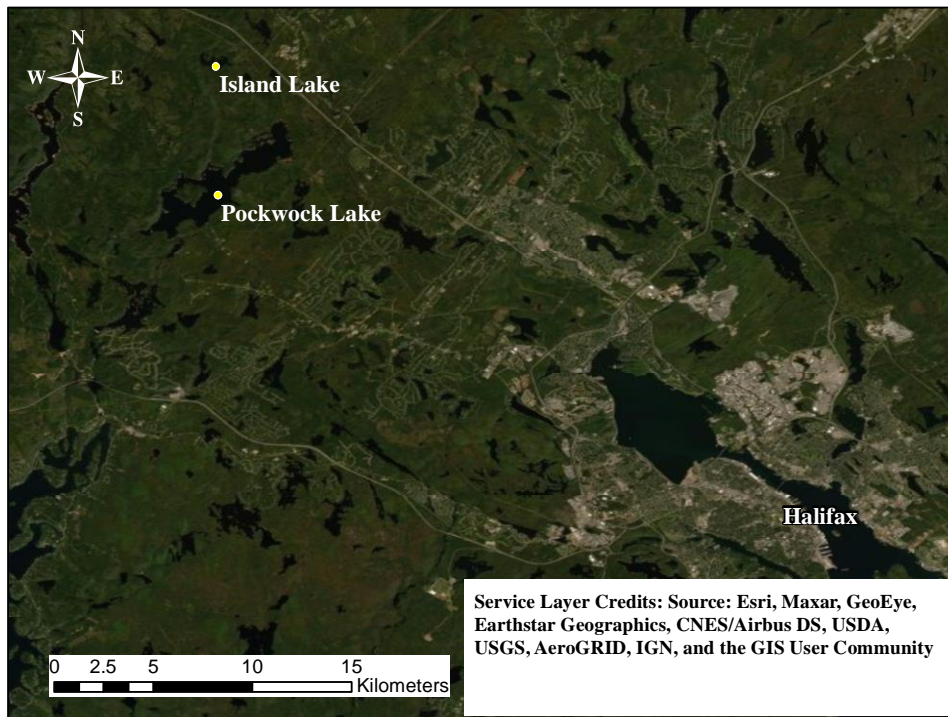 N
W E
S
Island Lake
Pockwock Lake
Halifax
Service Layer Credits: Source: Esri, Maxar, GeoEye,
Earthstar Geographics, CNES/Airbus DS, USDA,
USGS, AeroGRID, IGN, and the GIS User Community
0 2.5 5 10 15
Kilometers